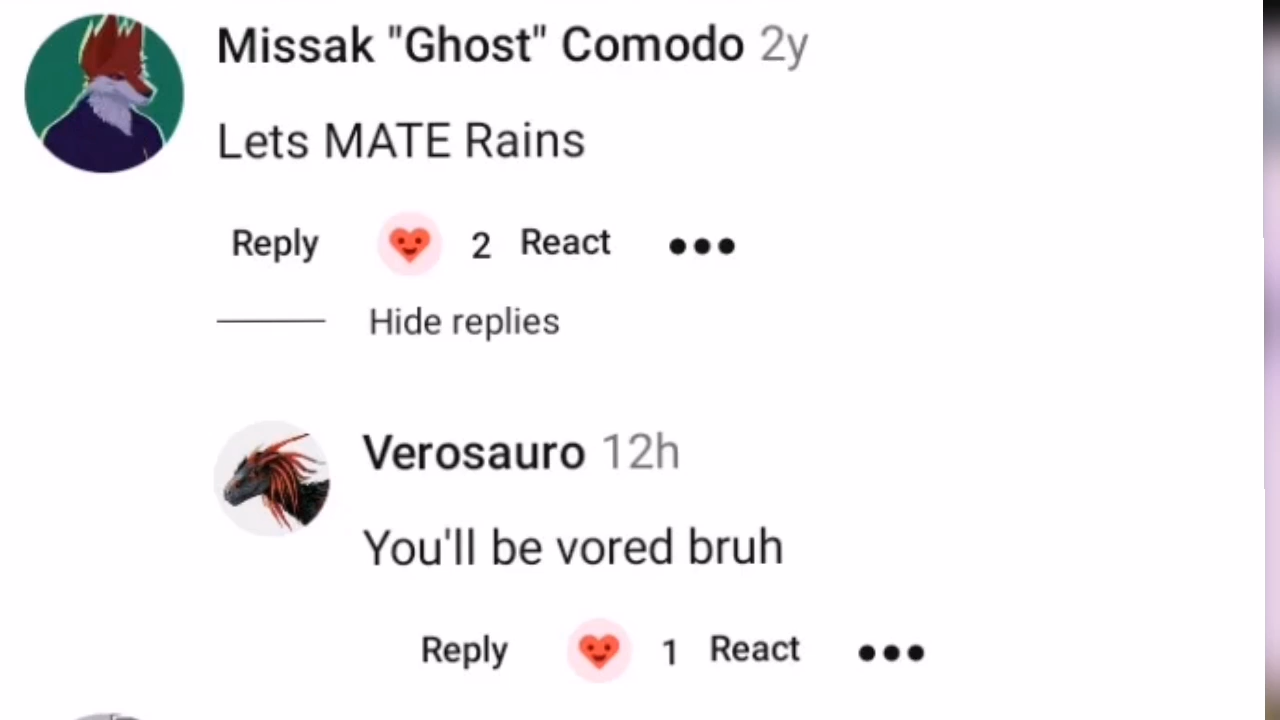 Missak "Ghost" Comodo 2y
Lets MATE Rains
Reply 2 React
Hide replies
Verosauro 12h
You'll be vored bruh
Reply 1 React